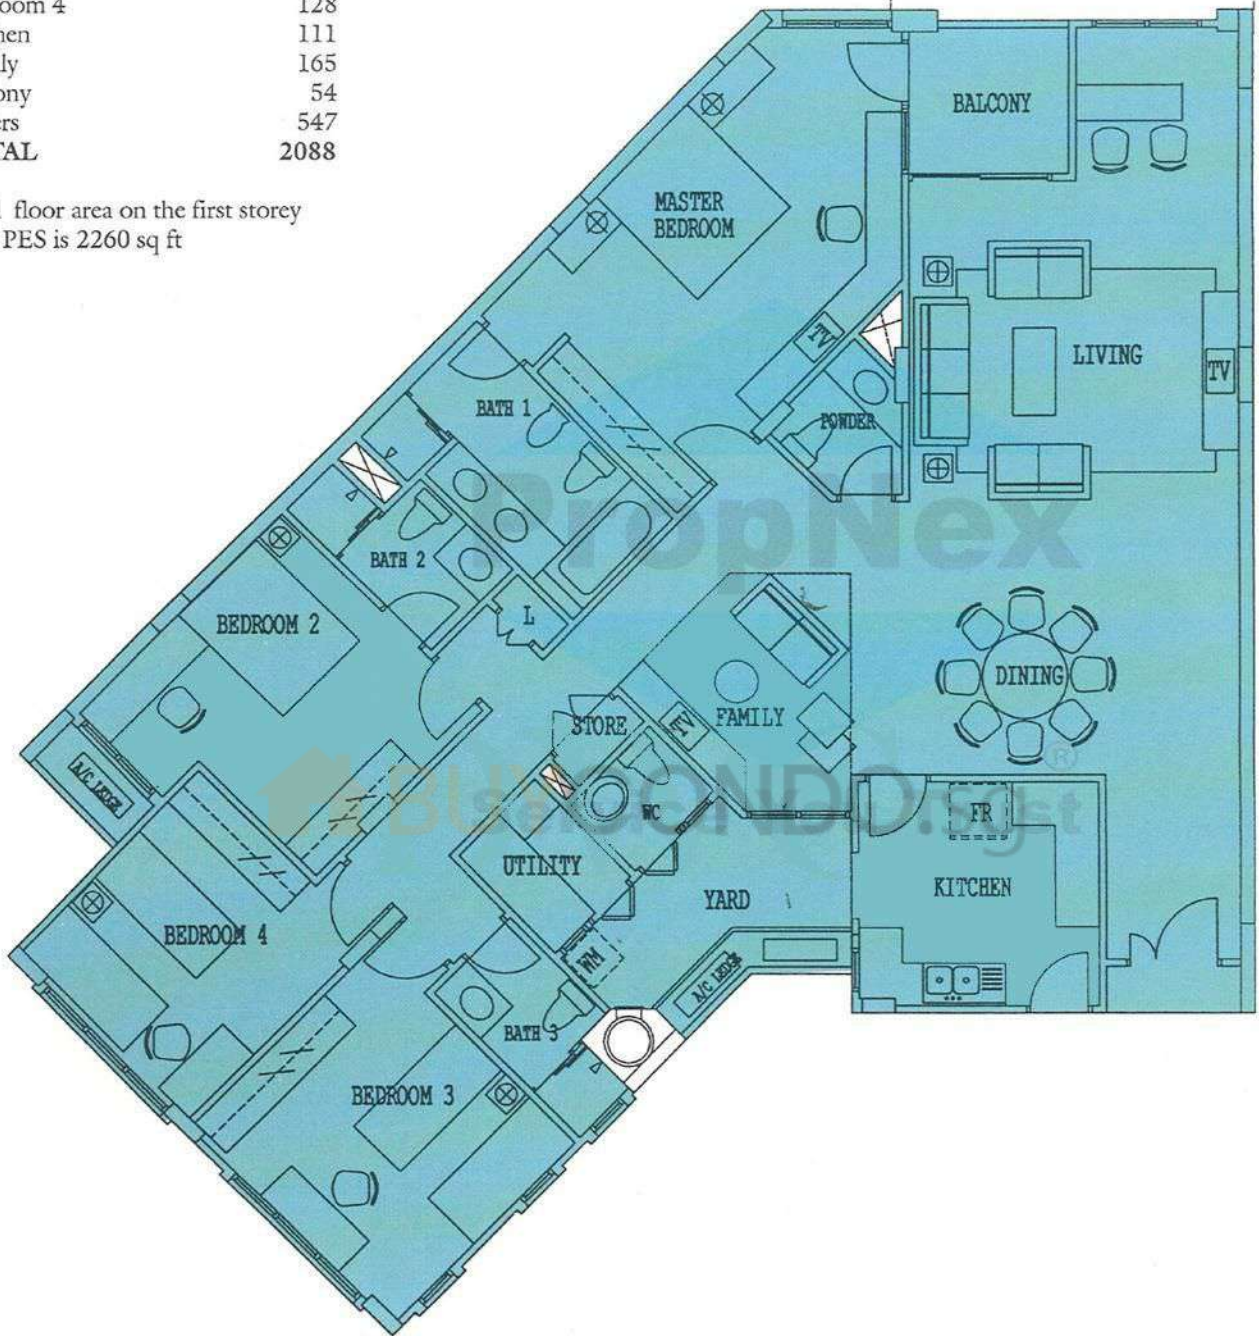 oom 4 128
en 111
ly 165
ony 54
ers 547
TAL 2088
floor area on the first storey
PES is 2260 sq ft
BALCONY
MASTER
BEDROOM
TV
LIVING
TV
BATH 1
POWDER
PropNex
BATH 2
L
BEDROOM 2
DINING
STORE
TV
FAMILY
A/C LEDGE
BUYCONDO.sg
®
WC
FR
UTILITY
KITCHEN
YARD
BEDROOM 4
WM
A/C LEDGE
BATH 3
BEDROOM 3